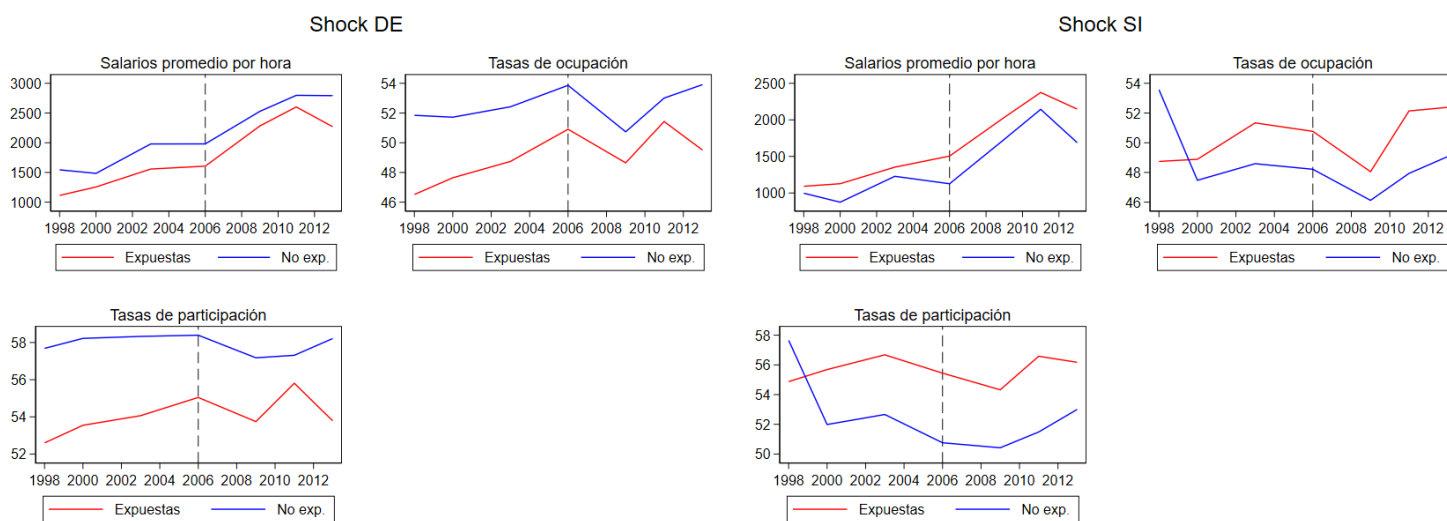 Shock DE
Shock SI
Salarios promedio por hora
3000
2500
2000
1500
1000
1998 2000 2002 2004 2006 2008 2010 2012
Expuestas No exp.
Tasas de ocupación
54
52
50
48
46
1998 2000 2002 2004 2006 2008 2010 2012
Expuestas No exp.
Salarios promedio por hora
2500
2000
1500
1000
1998 2000 2002 2004 2006 2008 2010 2012
Expuestas No exp.
Tasas de ocupación
54
52
50
48
46
1998 2000 2002 2004 2006 2008 2010 2012
Expuestas No exp.
Tasas de participación
58
56
54
52
1998 2000 2002 2004 2006 2008 2010 2012
Expuestas No exp.
Tasas de participación
58
56
54
52
50
1998 2000 2002 2004 2006 2008 2010 2012
Expuestas No exp.